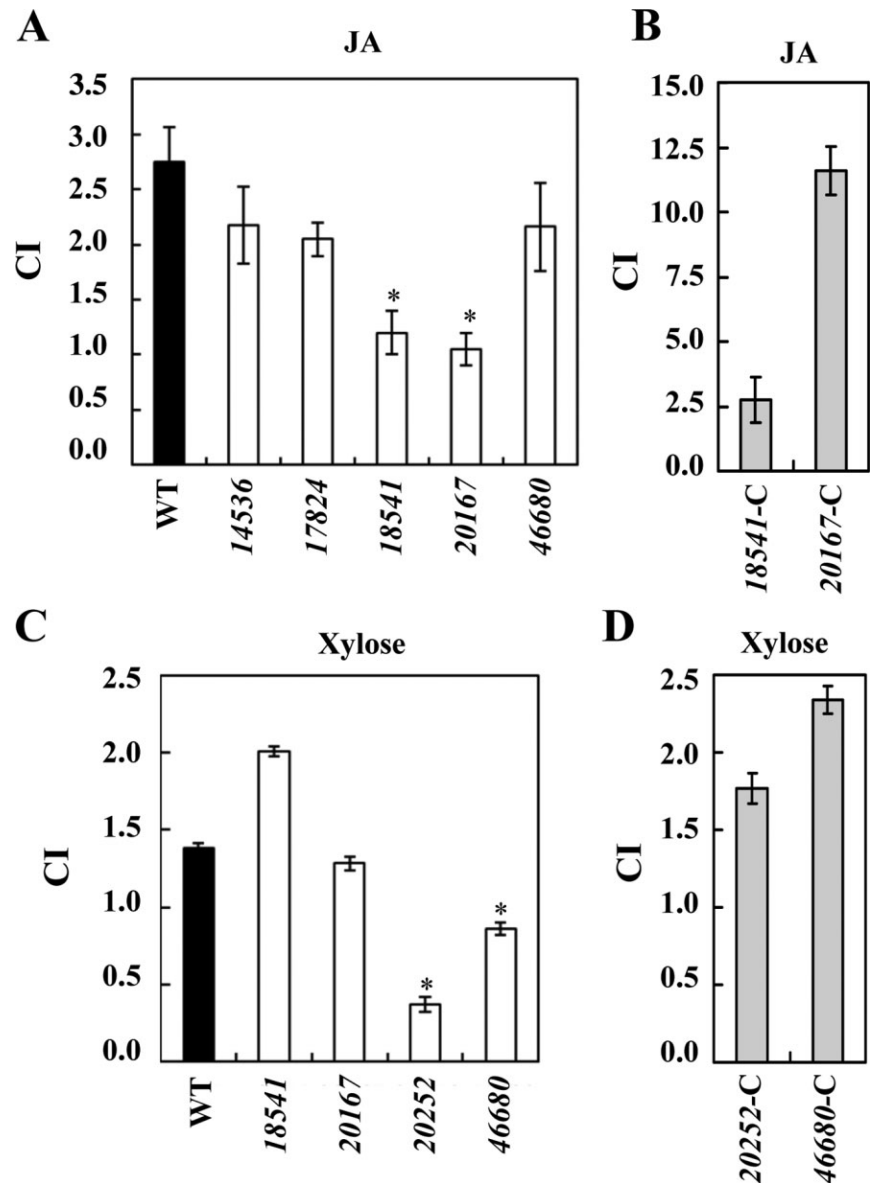 A
JA
CI
3.5
3.0
2.5
2.0
1.5
1.0
0.5
0.0
*
*
WT
14536
17824
18541
20167
46680
B
JA
CI
15.0
12.5
10.0
7.5
5.0
2.5
0.0
18541-C
20167-C
C
Xylose
CI
2.5
2.0
1.5
1.0
0.5
0.0
*
*
WT
18541
20167
20252
46680
D
Xylose
CI
2.5
2.0
1.5
1.0
0.5
0.0
20252-C
46680-C